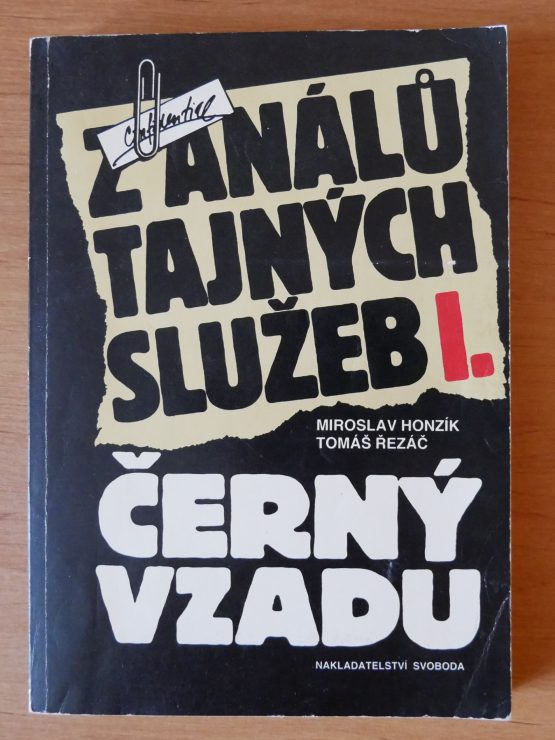 Confidential
Z ANÁLŮ
TAJNÝCH
SLUŽEB I.
MIROSLAV HONZÍK
TOMÁŠ ŘEZÁČ
ČERNÝ
VZADU
NAKLADATELSTVÍ SVOBODA